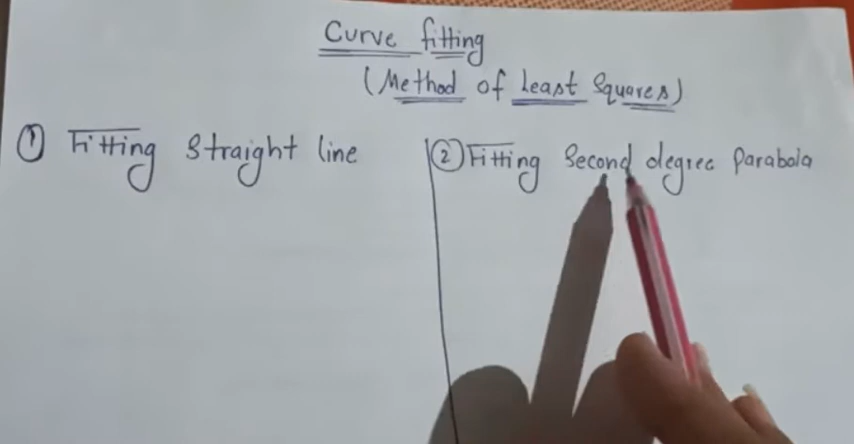 Curve fitting
(Method of Least Squares)
① Fitting Straight line
② Fitting Second degree Parabola